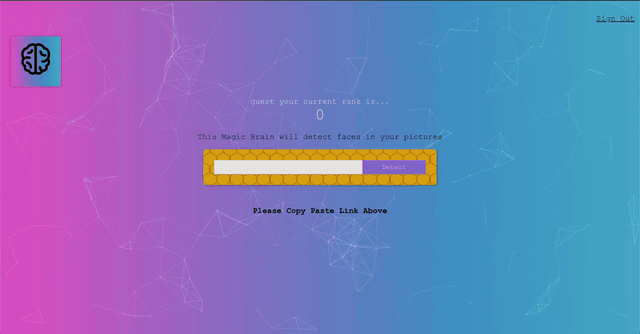 Sign Out
guest your current rank is...
0
This Magic Brain will detect faces in your pictures
Detect
Please Copy Paste Link Above